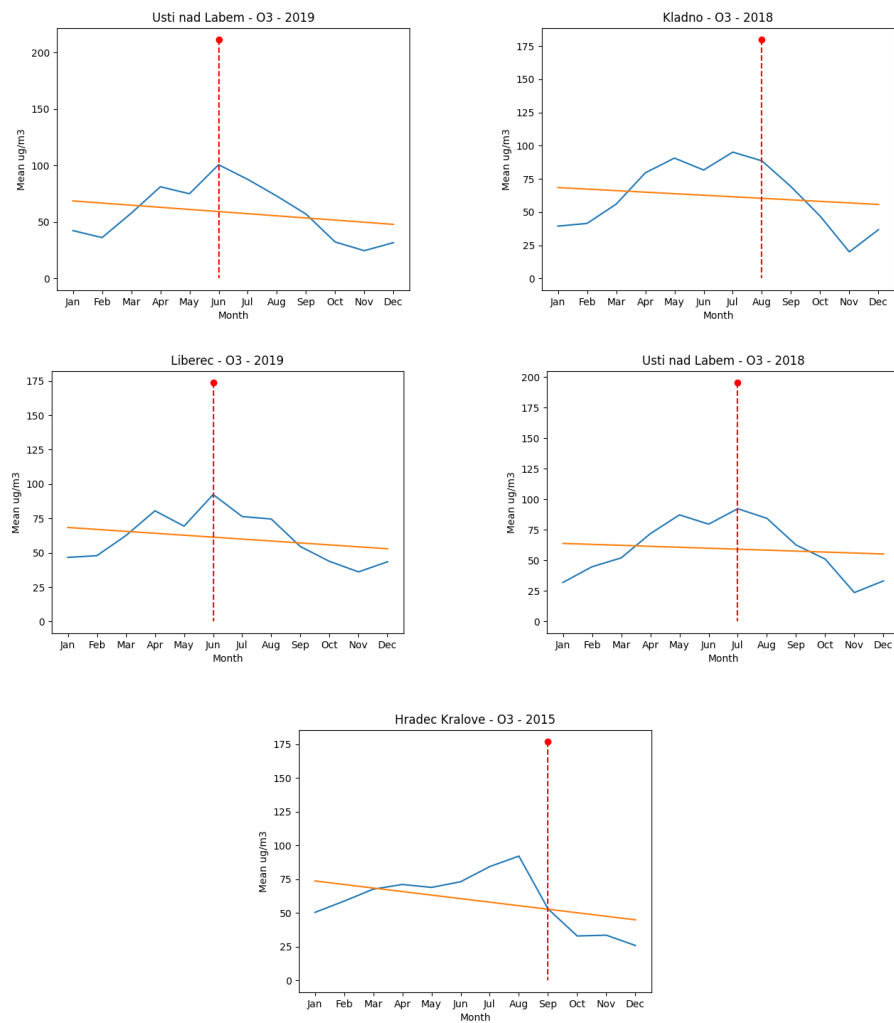 Usti nad Labem - O3 - 2019
Mean ug/m3
200
150
100
50
0
Jan Feb Mar Apr May Jun Jul Aug Sep Oct Nov Dec
Month
Kladno - O3 - 2018
Mean ug/m3
175
150
125
100
75
50
25
0
Jan Feb Mar Apr May Jun Jul Aug Sep Oct Nov Dec
Month
Liberec - O3 - 2019
Mean ug/m3
175
150
125
100
75
50
25
0
Jan Feb Mar Apr May Jun Jul Aug Sep Oct Nov Dec
Month
Usti nad Labem - O3 - 2018
Mean ug/m3
200
175
150
125
100
75
50
25
0
Jan Feb Mar Apr May Jun Jul Aug Sep Oct Nov Dec
Month
Hradec Kralove - O3 - 2015
Mean ug/m3
175
150
125
100
75
50
25
0
Jan Feb Mar Apr May Jun Jul Aug Sep Oct Nov Dec
Month